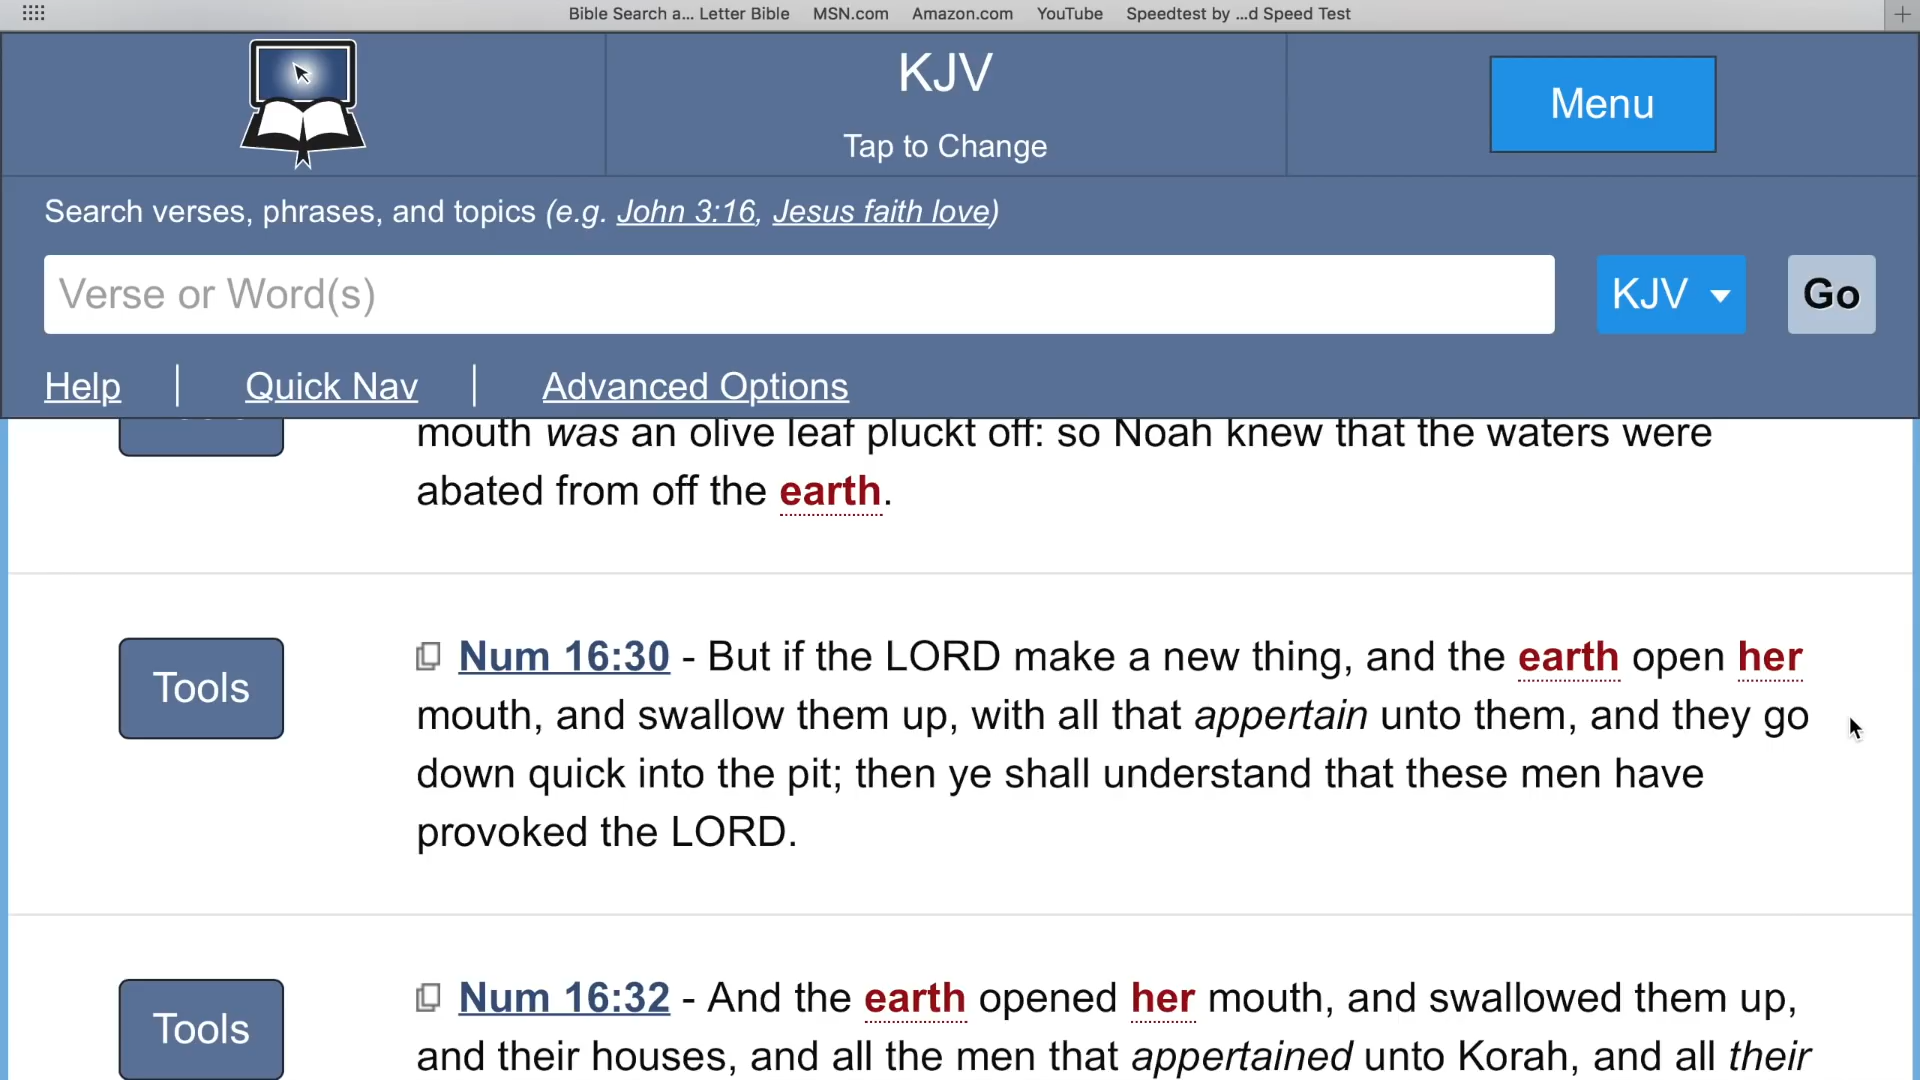 Bible Search a... Letter Bible MSN.com Amazon.com YouTube Speedtest by ...d Speed Test
KJV
Tap to Change
Menu
Search verses, phrases, and topics (e.g. John 3:16, Jesus faith love)
Verse or Word(s)
KJV
Go
Help | Quick Nav | Advanced Options
mouth was an olive leaf pluckt off: so Noah knew that the waters were
abated from off the earth.
Tools
Num 16:30 - But if the LORD make a new thing, and the earth open her
mouth, and swallow them up, with all that appertain unto them, and they go
down quick into the pit; then ye shall understand that these men have
provoked the LORD.
Tools
Num 16:32 - And the earth opened her mouth, and swallowed them up,
and their houses, and all the men that appertained unto Korah, and all their